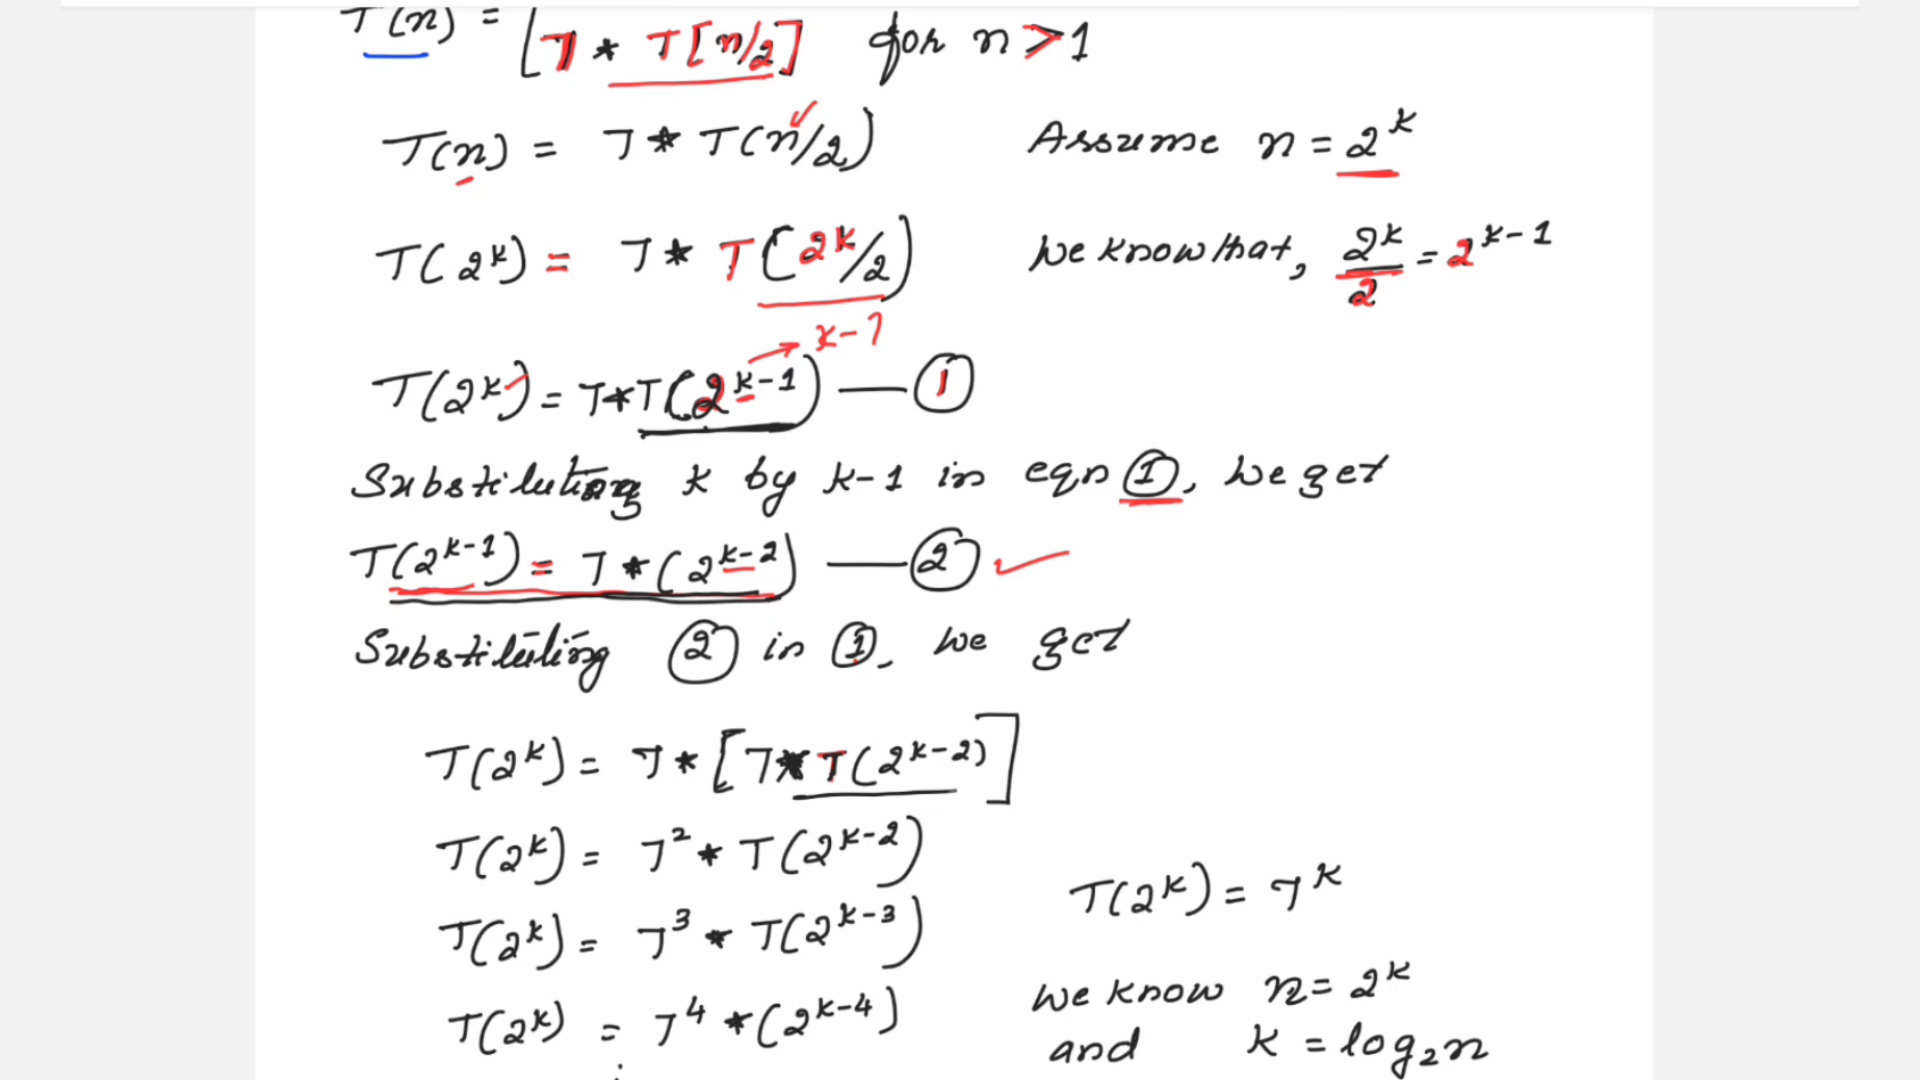 T(n) = [7 * T[n/2] for n > 1
T(n) = 7 * T(n/2) Assume n = 2^k
T(2^k) = 7 * T(2^k/2) we know that, 2^k/2 = 2^k-1
k-1
T(2^k) = 7*T(2^k-1) — ①
Substituting k by k-1 in eqn ①, we get
T(2^k-1) = 7 * (2^k-2) — ② ✓
Substituting ② in ①, we get
T(2^k) = 7 * [7 * T(2^k-2)]
T(2^k) = 7^2 * T(2^k-2)
T(2^k) = 7^3 * T(2^k-3)
T(2^k) = 7^4 * (2^k-4)
T(2^k) = 7^k
we know n = 2^k
and k = log₂n